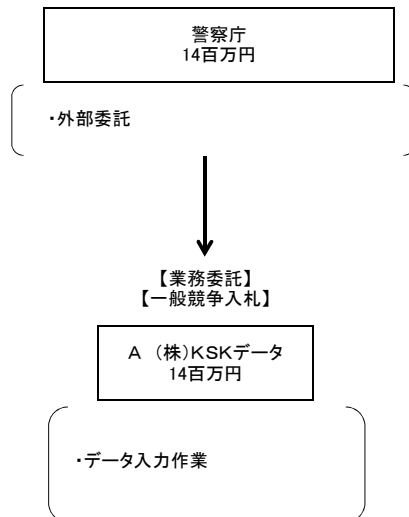 警察庁
14百万円
・外部委託
【業務委託】
【一般競争入札】
A （株）KSKデータ
14百万円
・データ入力作業